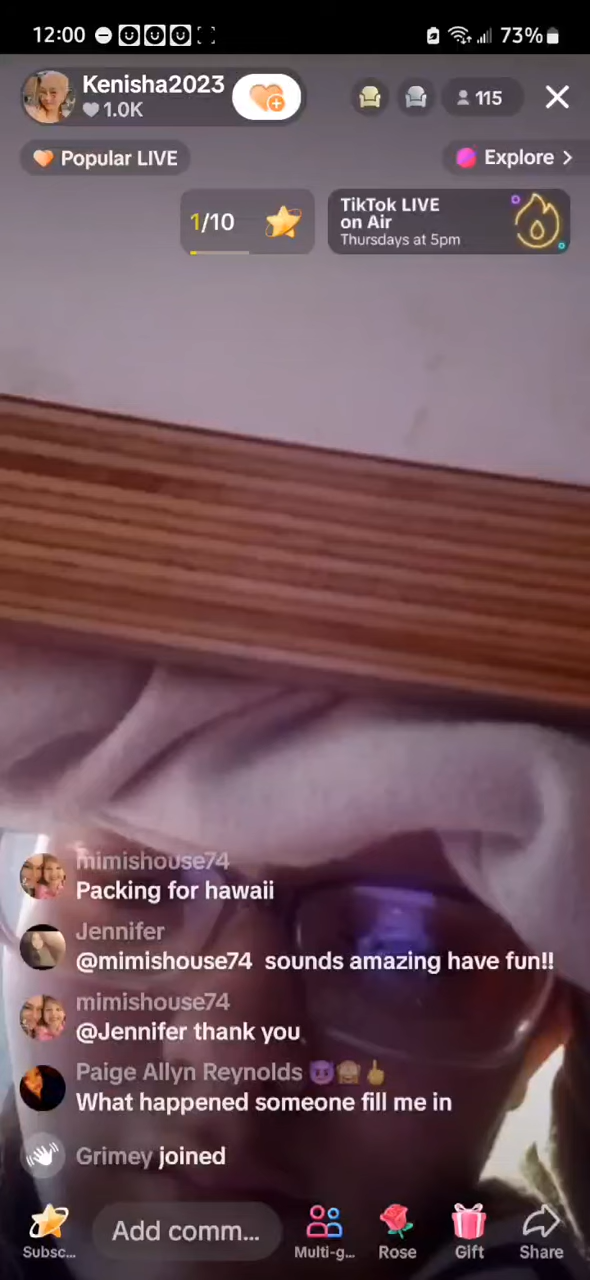 12:00
73%
Kenisha2023
1.0K
115
Popular LIVE
Explore >
1/10
TikTok LIVE
on Air
Thursdays at 5pm
mimishouse74
Packing for hawaii
Jennifer
@mimishouse74 sounds amazing have fun!!
mimishouse74
@Jennifer thank you
Paige Allyn Reynolds 😈🙈🖕
What happened someone fill me in
Grimey joined
Add comm...
Subsc...
Multi-g...
Rose
Gift
Share